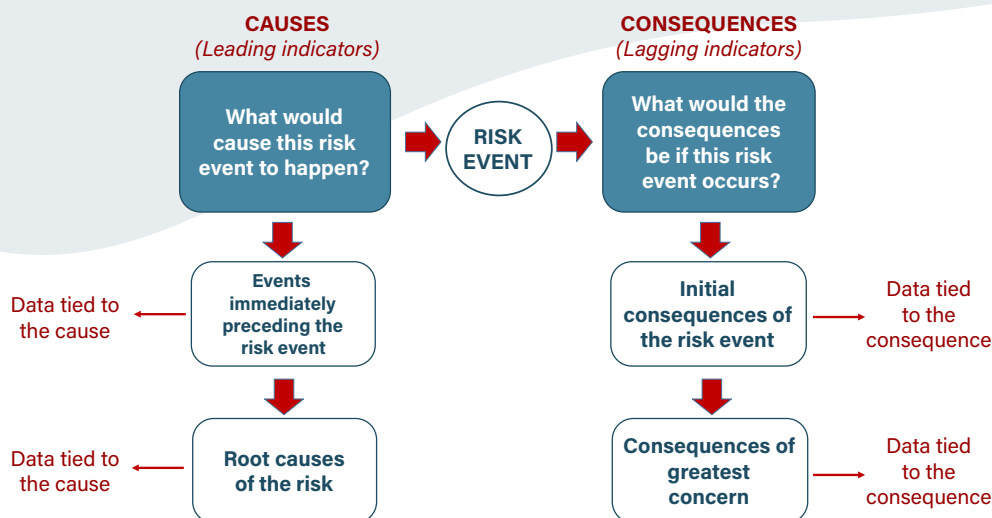 CAUSES
(Leading indicators)
CONSEQUENCES
(Lagging indicators)
What would
cause this risk
event to happen?
RISK
EVENT
What would the
consequences
be if this risk
event occurs?
Data tied to
the cause
Events
immediately
preceding the
risk event
Initial
consequences of
the risk event
Data tied
to the
consequence
Data tied to
the cause
Root causes
of the risk
Consequences of
greatest
concern
Data tied
to the
consequence